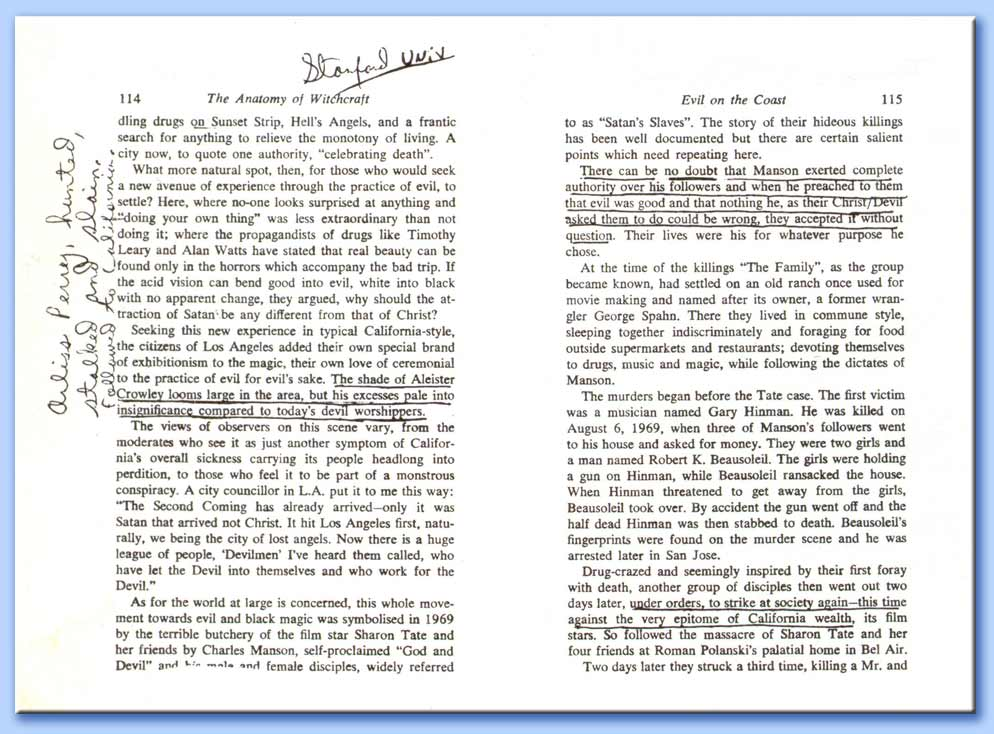 Stanford Univ
114 The Anatomy of Witchcraft
dling drugs on Sunset Strip, Hell's Angels, and a frantic
search for anything to relieve the monotony of living. A
city now, to quote one authority, "celebrating death".
What more natural spot, then, for those who would seek
a new avenue of experience through the practice of evil, to
settle? Here, where no-one looks surprised at anything and
"doing your own thing" was less extraordinary than not
doing it; where the propagandists of drugs like Timothy
Leary and Alan Watts have stated that real beauty can be
found only in the horrors which accompany the bad trip. If
the acid vision can bend good into evil, white into black
with no apparent change, they argued, why should the at-
traction of Satan be any different from that of Christ?
Seeking this new experience in typical California-style,
the citizens of Los Angeles added their own special brand
of exhibitionism to the magic, their own love of ceremonial
to the practice of evil for evil's sake. The shade of Aleister
Crowley looms large in the area, but his excesses pale into
insignificance compared to today's devil worshippers.
The views of observers on this scene vary, from the
moderates who see it as just another symptom of Califor-
nia's overall sickness carrying its people headlong into
perdition, to those who feel it to be part of a monstrous
conspiracy. A city councillor in L.A. put it to me this way:
"The Second Coming has already arrived—only it was
Satan that arrived not Christ. It hit Los Angeles first, natu-
rally, we being the city of lost angels. Now there is a huge
league of people, 'Devilmen' I've heard them called, who
have let the Devil into themselves and who work for the
Devil."
As for the world at large is concerned, this whole move-
ment towards evil and black magic was symbolised in 1969
by the terrible butchery of the film star Sharon Tate and
her friends by Charles Manson, self-proclaimed "God and
Devil" and his male and female disciples, widely referred
Arliss Perrey, hunted,
stalked and slain.
Followed to California.
Evil on the Coast 115
to as "Satan's Slaves". The story of their hideous killings
has been well documented but there are certain salient
points which need repeating here.
There can be no doubt that Manson exerted complete
authority over his followers and when he preached to them
that evil was good and that nothing he, as their Christ/Devil
asked them to do could be wrong, they accepted it without
question. Their lives were his for whatever purpose he
chose.
At the time of the killings "The Family", as the group
became known, had settled on an old ranch once used for
movie making and named after its owner, a former wran-
gler George Spahn. There they lived in commune style,
sleeping together indiscriminately and foraging for food
outside supermarkets and restaurants; devoting themselves
to drugs, music and magic, while following the dictates of
Manson.
The murders began before the Tate case. The first victim
was a musician named Gary Hinman. He was killed on
August 6, 1969, when three of Manson's followers went
to his house and asked for money. They were two girls and
a man named Robert K. Beausoleil. The girls were holding
a gun on Hinman, while Beausoleil ransacked the house.
When Hinman threatened to get away from the girls,
Beausoleil took over. By accident the gun went off and the
half dead Hinman was then stabbed to death. Beausoleil's
fingerprints were found on the murder scene and he was
arrested later in San Jose.
Drug-crazed and seemingly inspired by their first foray
with death, another group of disciples then went out two
days later, under orders, to strike at society again—this time
against the very epitome of California wealth, its film
stars. So followed the massacre of Sharon Tate and her
four friends at Roman Polanski's palatial home in Bel Air.
Two days later they struck a third time, killing a Mr. and